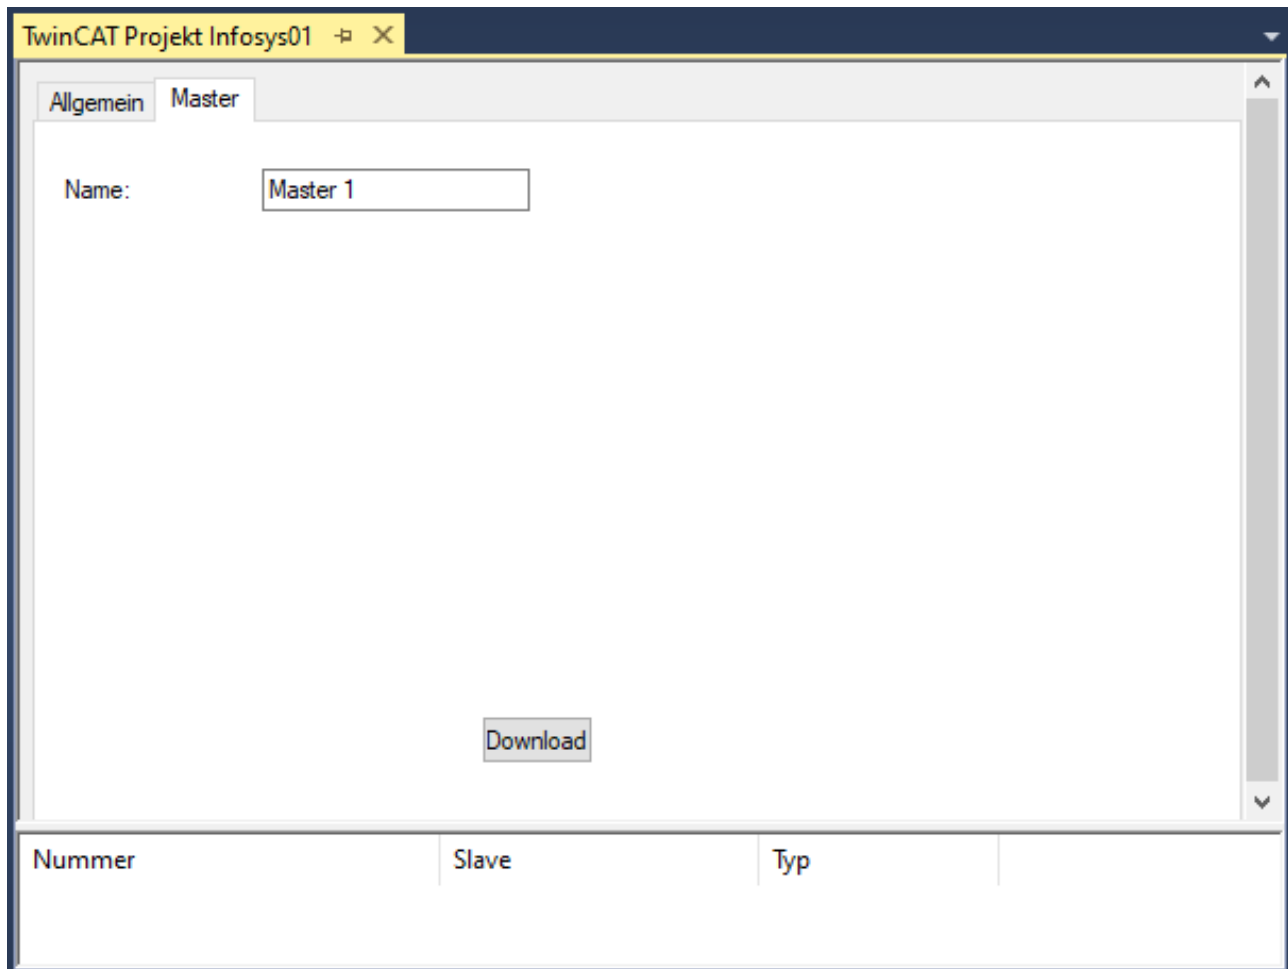 TwinCAT Projekt Infosys01
Allgemein Master
Name: Master 1
Download
Nummer Slave Typ